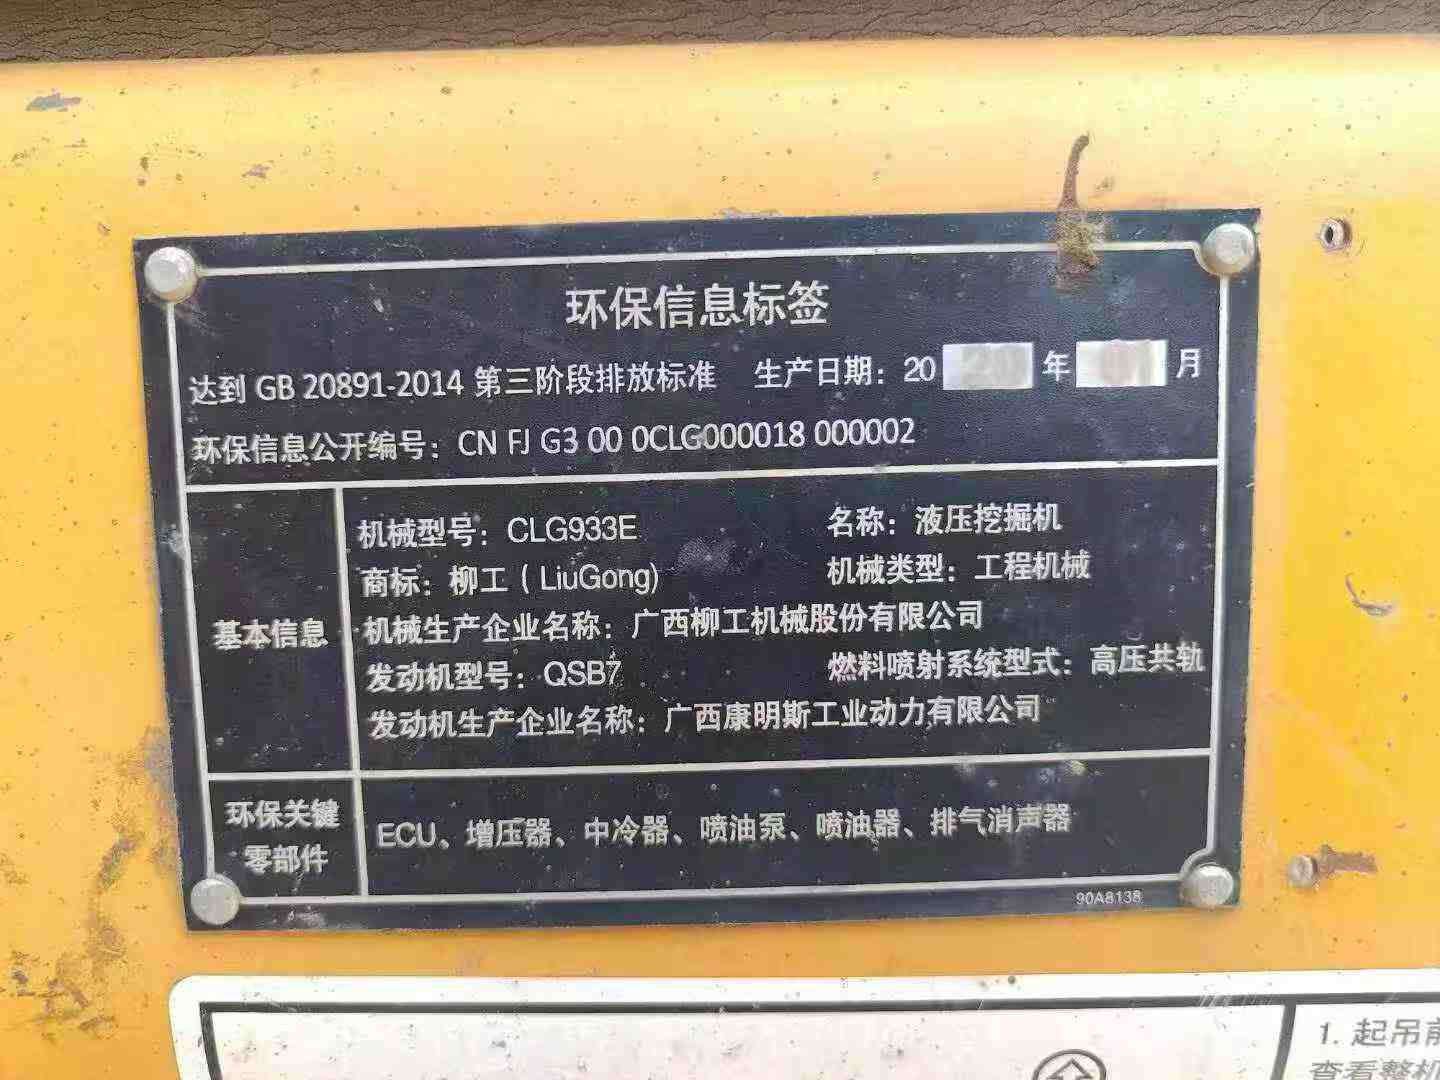 环保信息标签
达到 GB 20891-2014 第三阶段排放标准 生产日期：20 年 月
环保信息公开编号：CN FJ G3 00 0CLG000018 000002
基本信息
机械型号：CLG933E 名称：液压挖掘机
商标：柳工（LiuGong) 机械类型：工程机械
机械生产企业名称：广西柳工机械股份有限公司
发动机型号：QSB7 燃料喷射系统型式：高压共轨
发动机生产企业名称：广西康明斯工业动力有限公司
环保关键
零部件
ECU、增压器、中冷器、喷油泵、喷油器、排气消声器
90A8138
1. 起吊前
查看整机